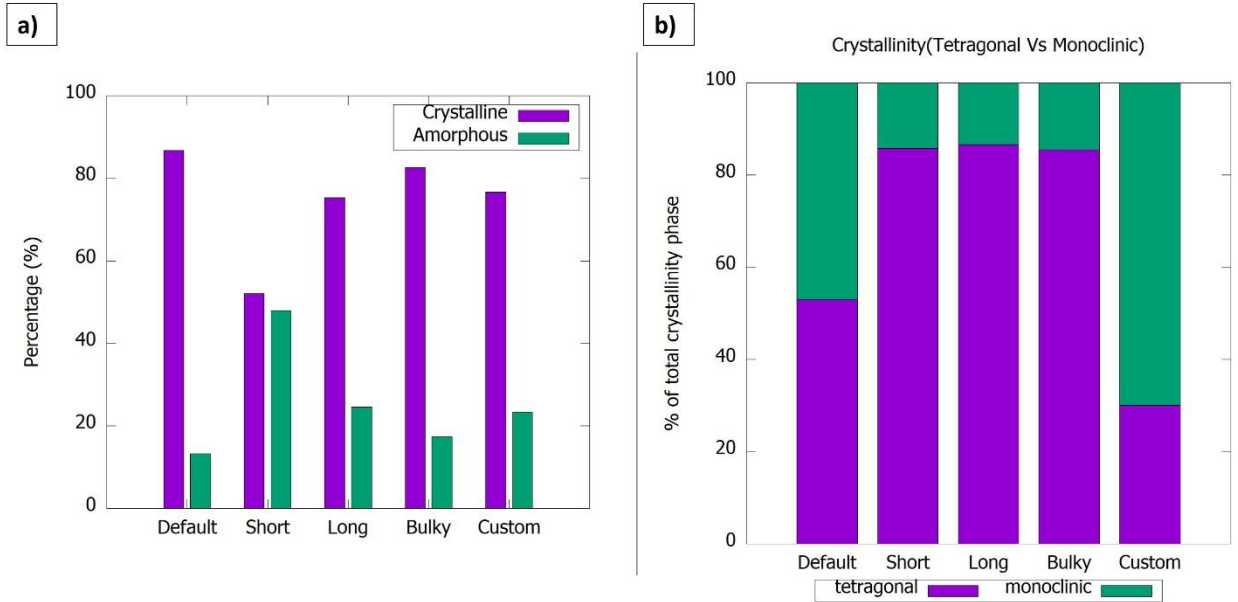 a)
100
80
60
40
20
0
Percentage (%)
Crystalline
Amorphous
Default Short Long Bulky Custom
b)
Crystallinity(Tetragonal Vs Monoclinic)
100
80
60
40
20
0
% of total crystallinity phase
Default Short Long Bulky Custom
tetragonal monoclinic